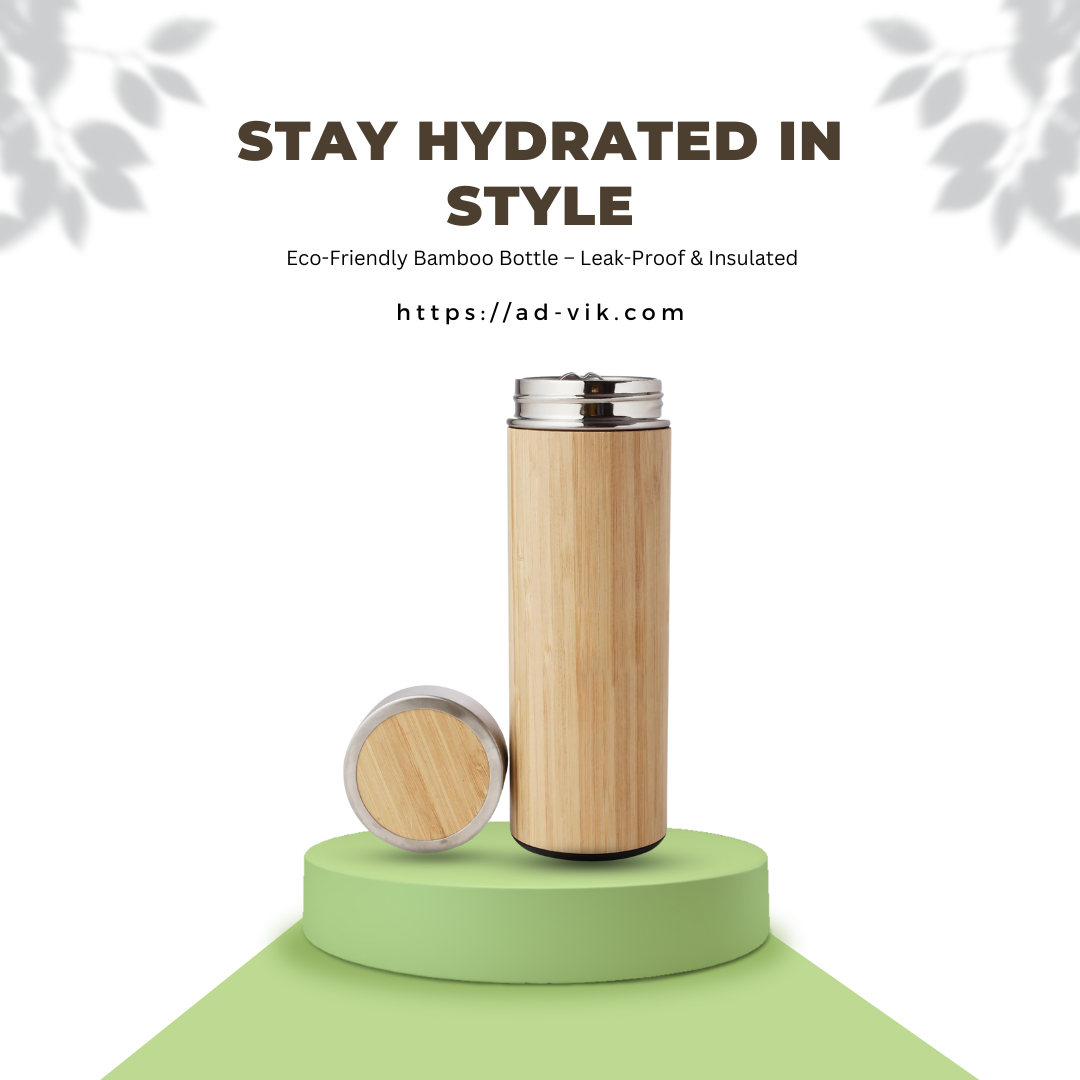 STAY HYDRATED IN
STYLE
Eco-Friendly Bamboo Bottle – Leak-Proof & Insulated
https://ad-vik.com